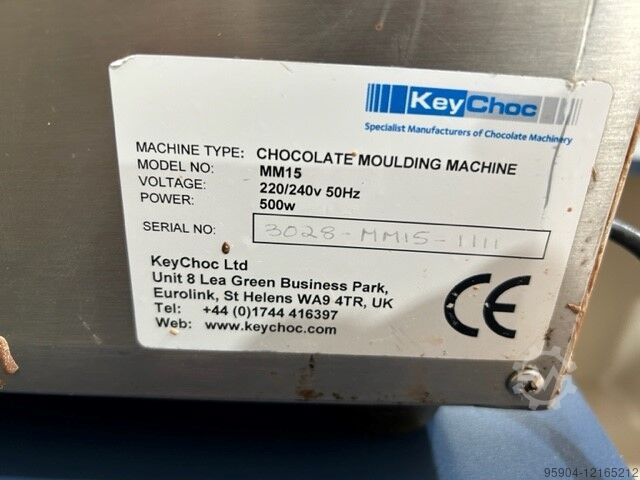 KeyChoc
Specialist Manufacturers of Chocolate Machinery
MACHINE TYPE: CHOCOLATE MOULDING MACHINE
MODEL NO: MM15
VOLTAGE: 220/240v 50Hz
POWER: 500w
SERIAL NO: 3028-MM15-1111
KeyChoc Ltd
Unit 8 Lea Green Business Park,
Eurolink, St Helens WA9 4TR, UK
Tel: +44 (0)1744 416397
Web: www.keychoc.com
CE
95904-12165212